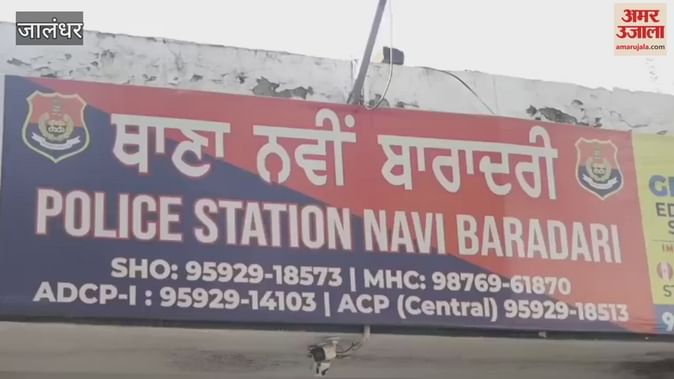 जालंधर
अमर उजाला
amarujala.com
ਥਾਣਾ ਨਵੀਂ ਬਾਰਾਦਰੀ
POLICE STATION NAVI BARADARI
SHO: 95929-18573 | MHC: 98769-61870
ADCP-I : 95929-14103 | ACP (Central) 95929-18513